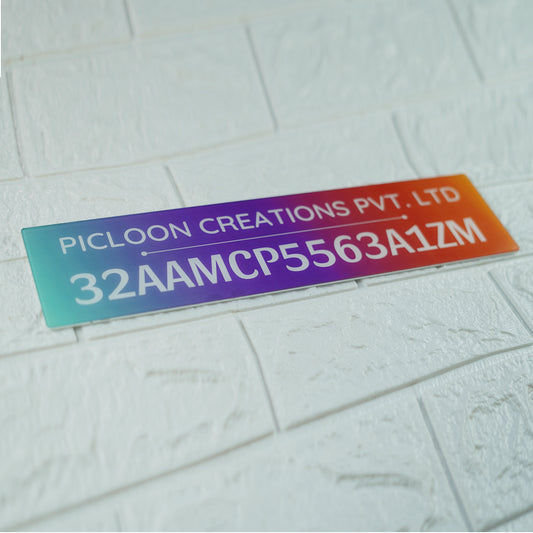 PICLOON CREATIONS PVT. LTD
32AAMCP5563A1ZM